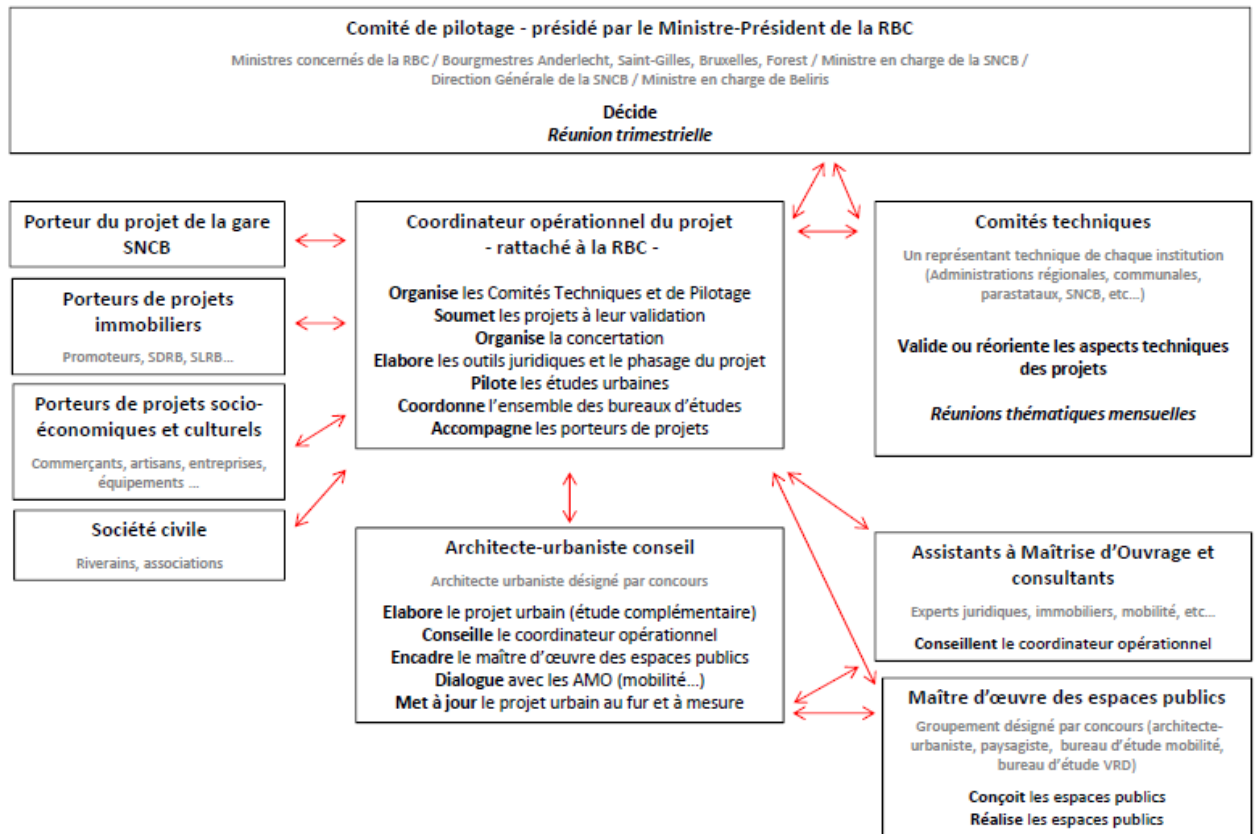 Comité de pilotage - présidé par le Ministre-Président de la RBC
Ministres concernés de la RBC / Bourgmestres Anderlecht, Saint-Gilles, Bruxelles, Forest / Ministre en charge de la SNCB /
Direction Générale de la SNCB / Ministre en charge de Beliris
Décide
Réunion trimestrielle
Porteur du projet de la gare
SNCB
Porteurs de projets
immobiliers
Promoteurs, SDRB, SLRB...
Porteurs de projets socio-
économiques et culturels
Commerçants, artisans, entreprises,
équipements ...
Société civile
Riverains, associations
Coordinateur opérationnel du projet
- rattaché à la RBC -
Organise les Comités Techniques et de Pilotage
Soumet les projets à leur validation
Organise la concertation
Elabore les outils juridiques et le phasage du projet
Pilote les études urbaines
Coordonne l'ensemble des bureaux d'études
Accompagne les porteurs de projets
Comités techniques
Un représentant technique de chaque institution
(Administrations régionales, communales,
parastataux, SNCB, etc...)
Valide ou réoriente les aspects techniques
des projets
Réunions thématiques mensuelles
Architecte-urbaniste conseil
Architecte urbaniste désigné par concours
Elabore le projet urbain (étude complémentaire)
Conseille le coordinateur opérationnel
Encadre le maître d'œuvre des espaces publics
Dialogue avec les AMO (mobilité...)
Met à jour le projet urbain au fur et à mesure
Assistants à Maîtrise d'Ouvrage et
consultants
Experts juridiques, immobiliers, mobilité, etc...
Conseillent le coordinateur opérationnel
Maître d'œuvre des espaces publics
Groupement désigné par concours (architecte-
urbaniste, paysagiste, bureau d'étude mobilité,
bureau d'étude VRD)
Conçoit les espaces publics
Réalise les espaces publics